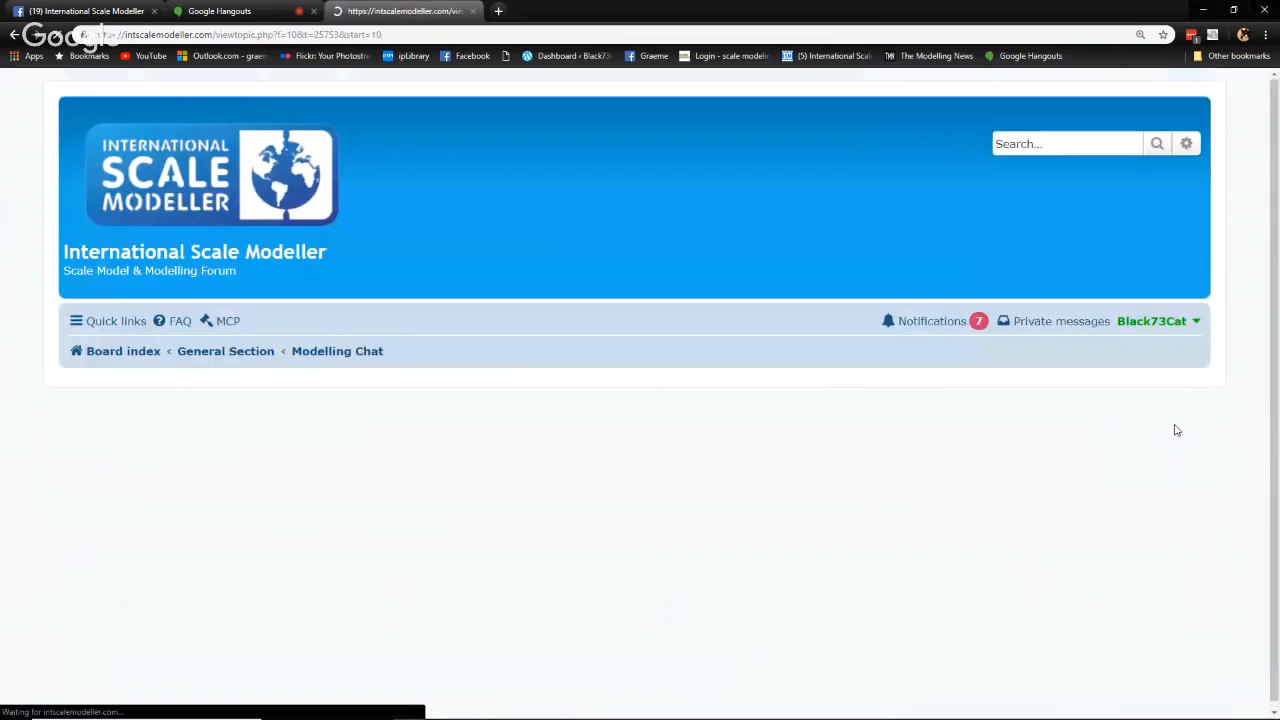 (19) International Scale Modeller
Google Hangouts
https://intscalemodeller.com/vie
Google
intscalemodeller.com/viewtopic.php?f=10&t=25753&start=10
Apps
Bookmarks
YouTube
Outlook.com - graem
Flickr: Your Photostre
ipLibrary
Facebook
Dashboard ‹ Black73
Graeme
Login - scale modelin
(5) International Scal
The Modelling News
Google Hangouts
Other bookmarks
INTERNATIONAL
SCALE
MODELLER
Search...
International Scale Modeller
Scale Model & Modelling Forum
Quick links FAQ MCP
Notifications 7 Private messages Black73Cat
Board index ‹ General Section ‹ Modelling Chat
Waiting for intscalemodeller.com...